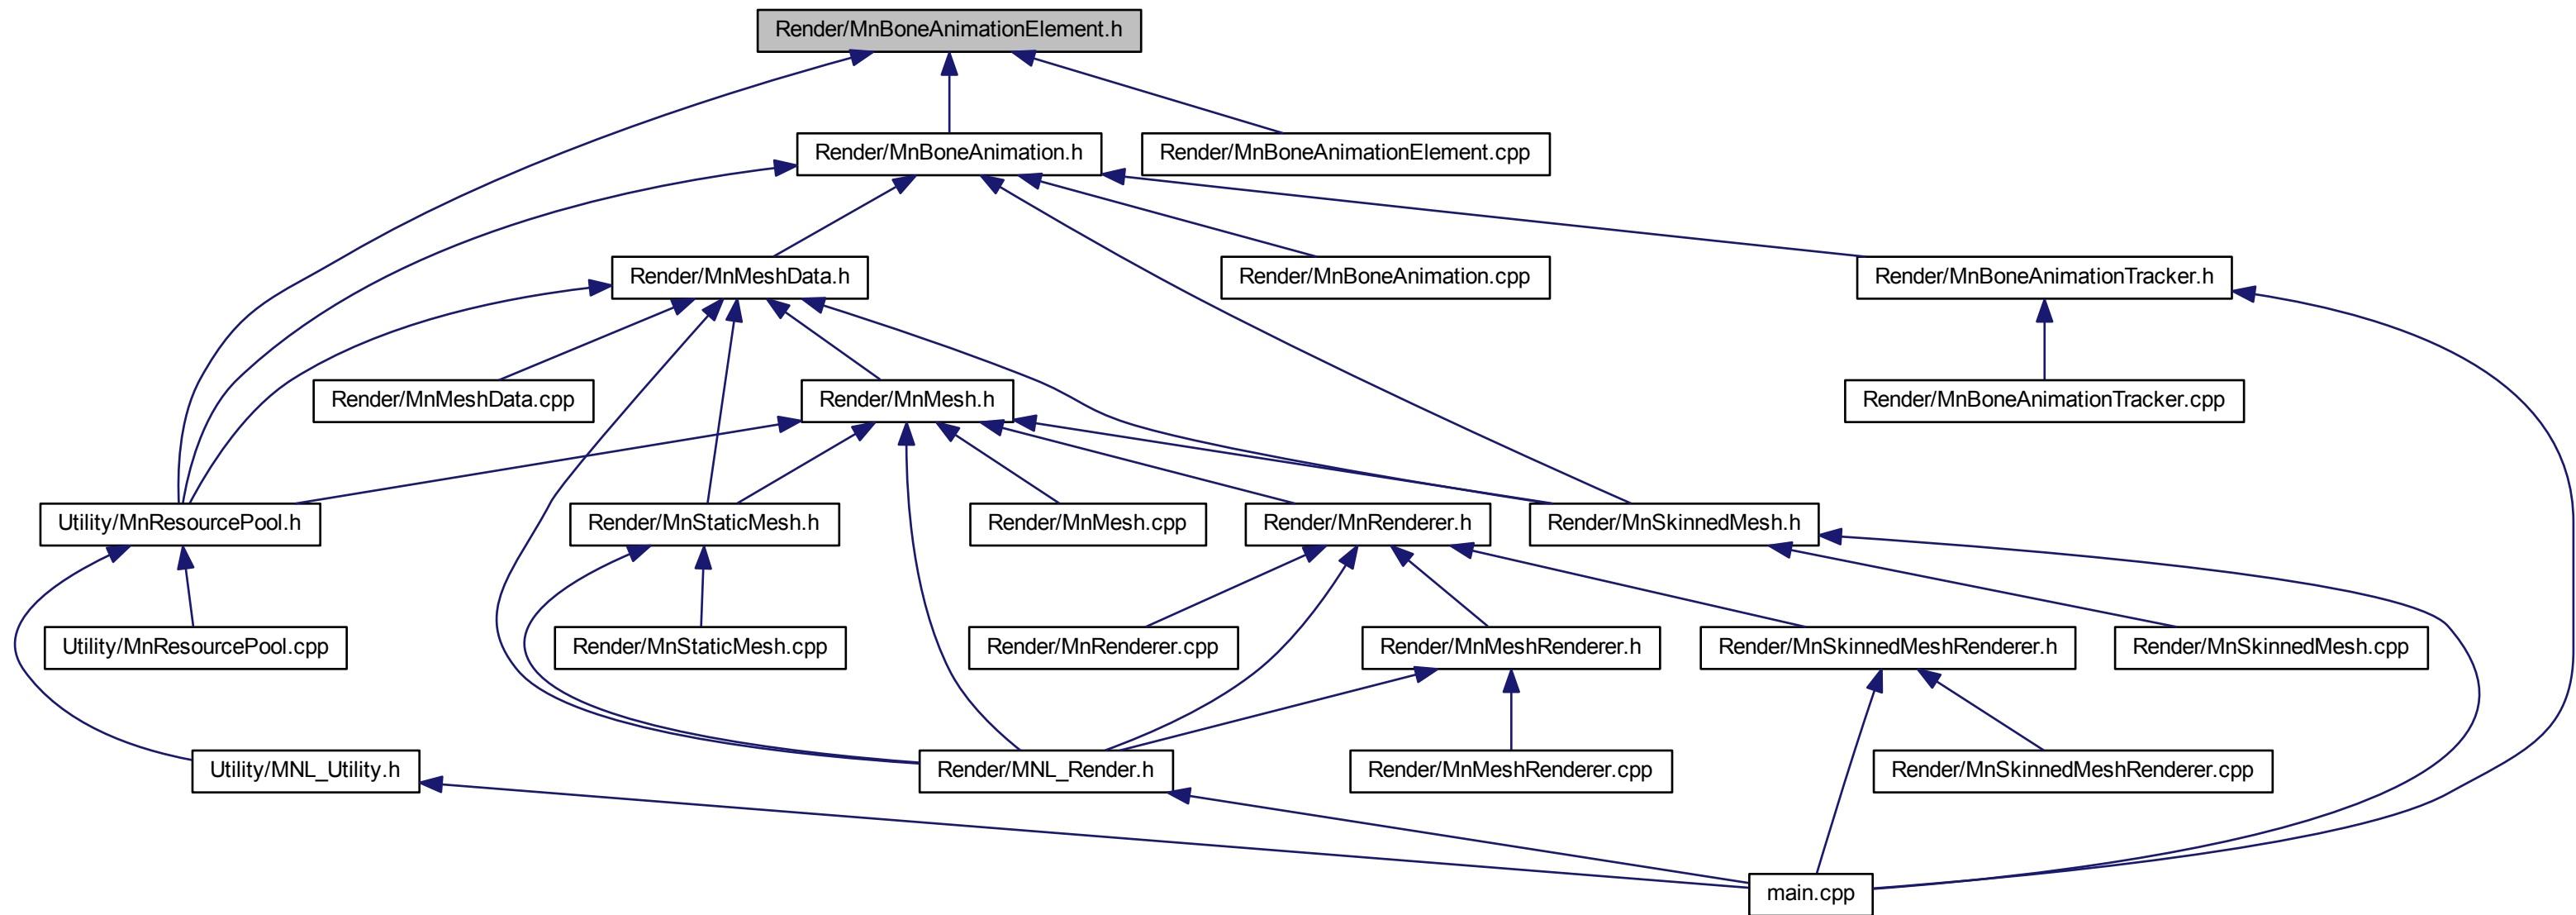 Render/MnBoneAnimationElement.h
Render/MnBoneAnimation.h
Render/MnBoneAnimationElement.cpp
Render/MnMeshData.h
Render/MnBoneAnimation.cpp
Render/MnBoneAnimationTracker.h
Render/MnMeshData.cpp
Render/MnMesh.h
Render/MnBoneAnimationTracker.cpp
Utility/MnResourcePool.h
Render/MnStaticMesh.h
Render/MnMesh.cpp
Render/MnRenderer.h
Render/MnSkinnedMesh.h
Utility/MnResourcePool.cpp
Render/MnStaticMesh.cpp
Render/MnRenderer.cpp
Render/MnMeshRenderer.h
Render/MnSkinnedMeshRenderer.h
Render/MnSkinnedMesh.cpp
Utility/MNL_Utility.h
Render/MNL_Render.h
Render/MnMeshRenderer.cpp
Render/MnSkinnedMeshRenderer.cpp
main.cpp